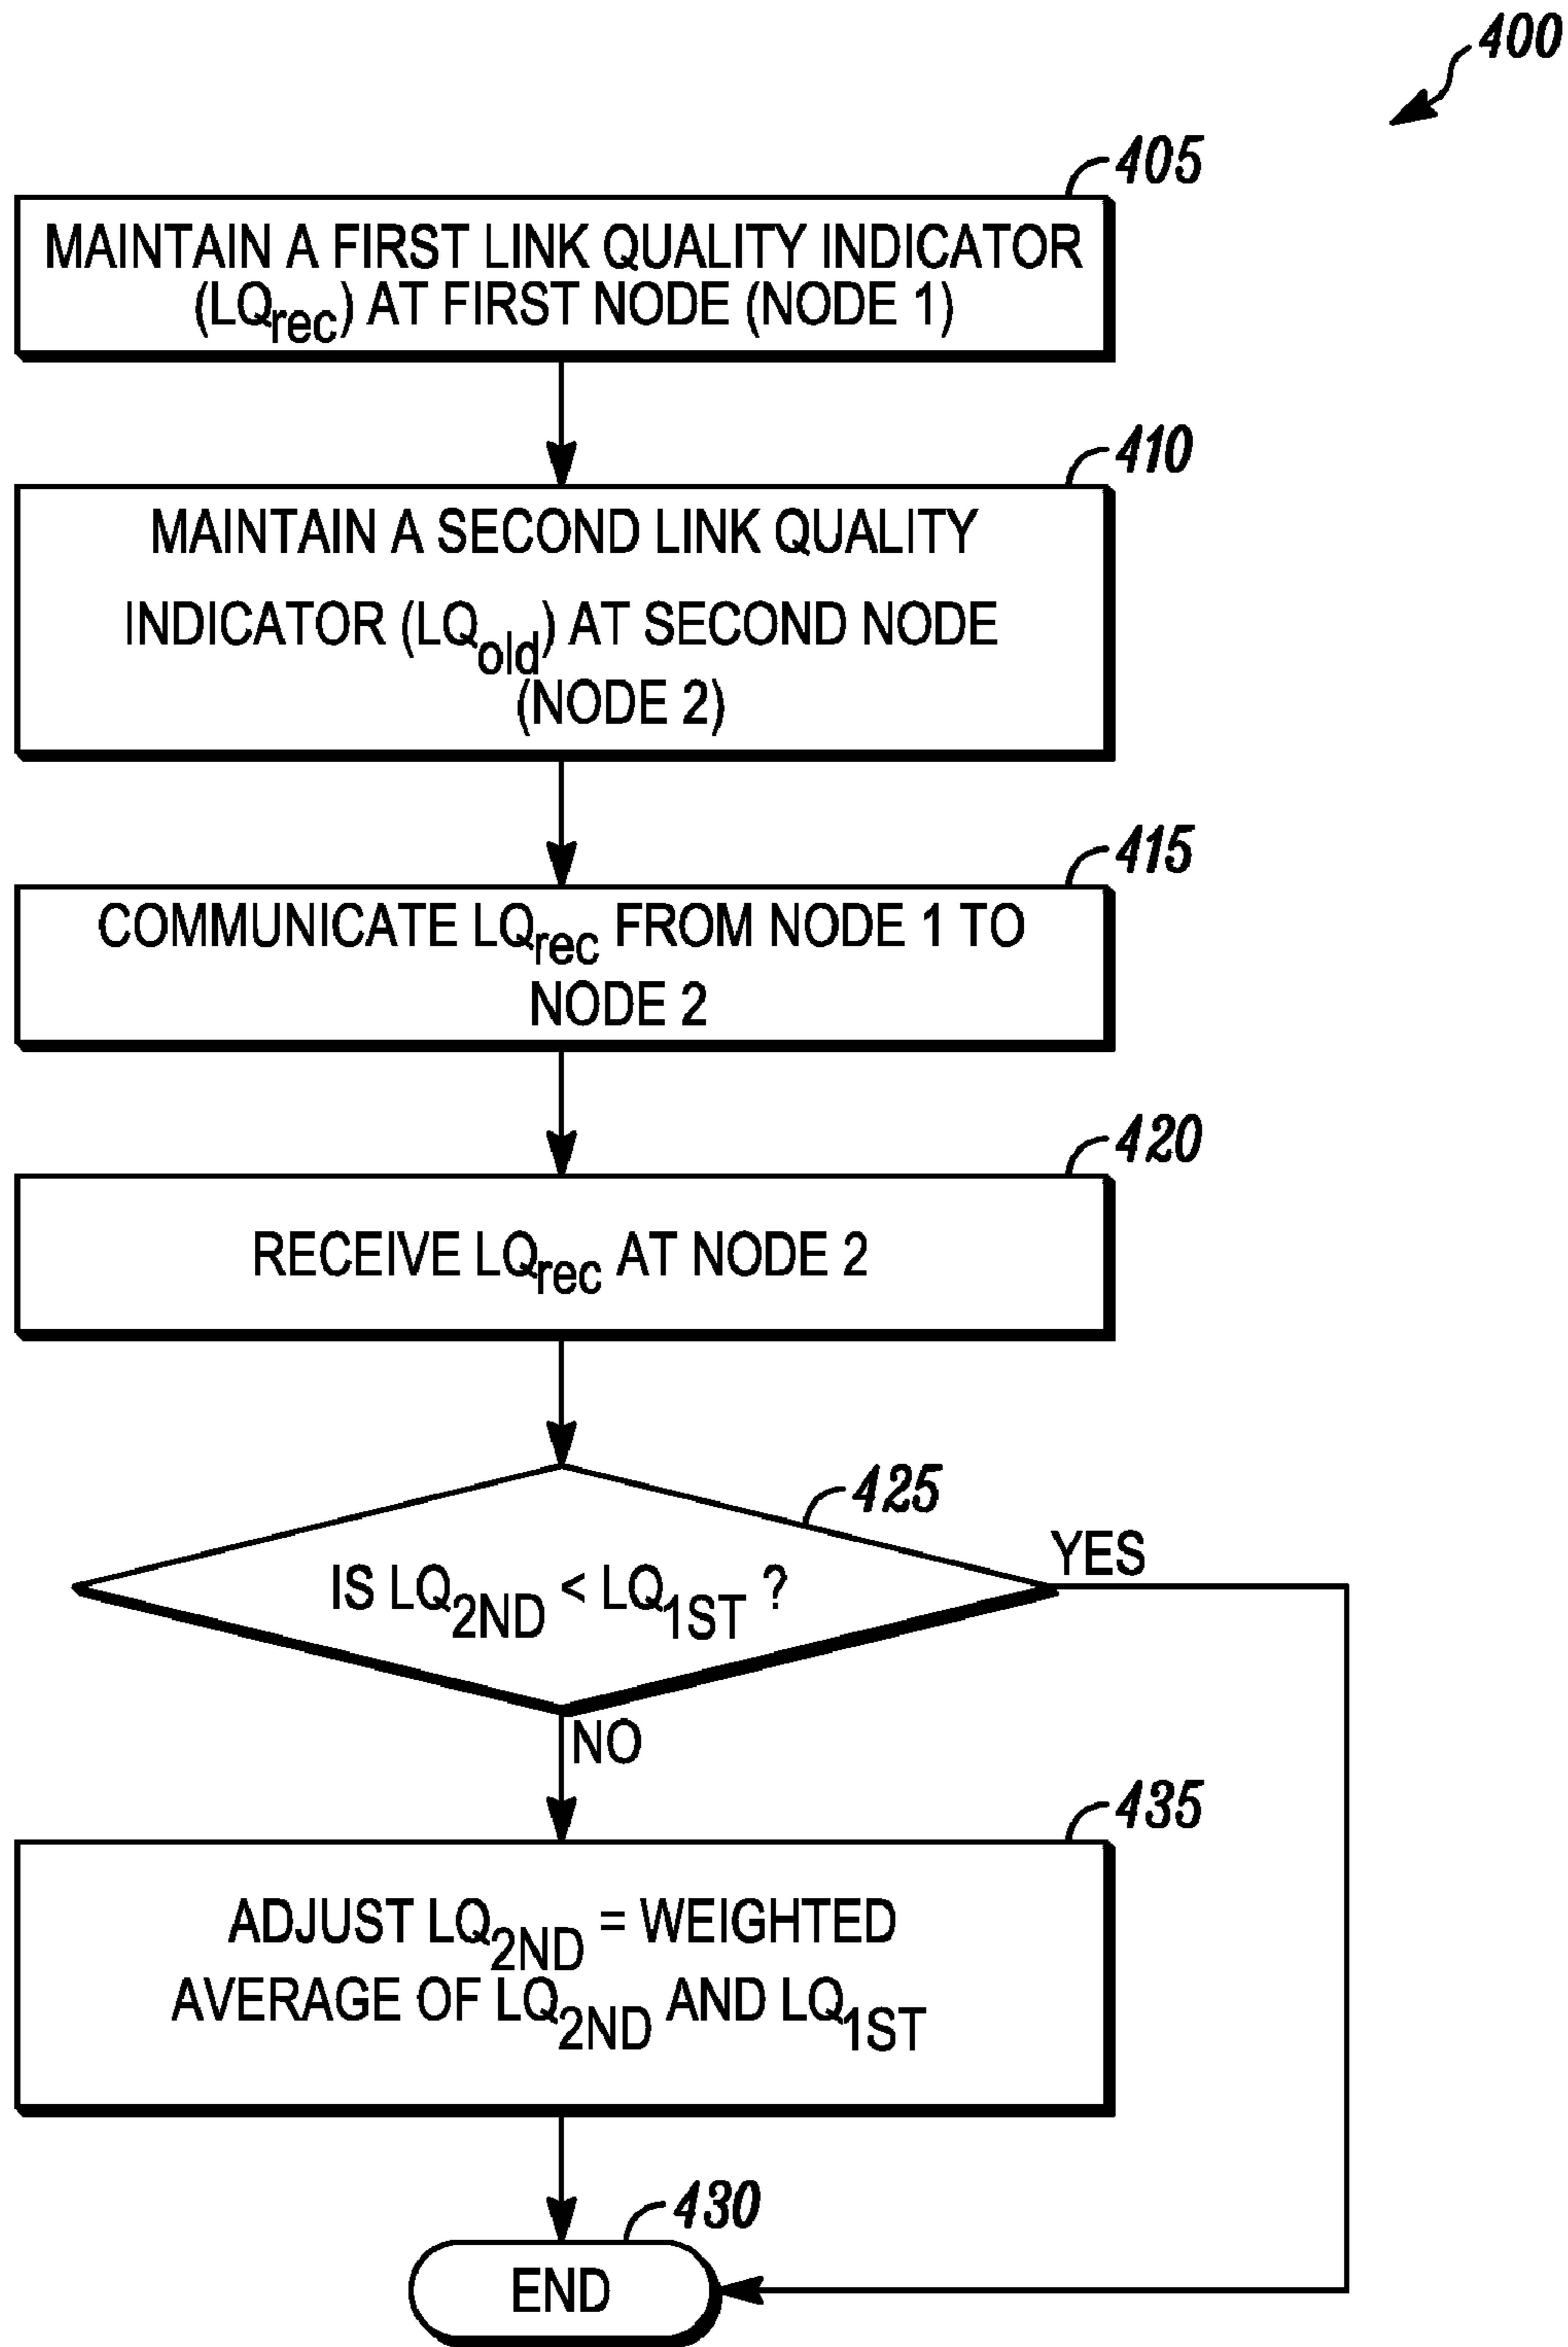 400
405
MAINTAIN A FIRST LINK QUALITY INDICATOR
(LQrec) AT FIRST NODE (NODE 1)
410
MAINTAIN A SECOND LINK QUALITY
INDICATOR (LQold) AT SECOND NODE
(NODE 2)
415
COMMUNICATE LQrec FROM NODE 1 TO
NODE 2
420
RECEIVE LQrec AT NODE 2
425
IS LQ2ND < LQ1ST ?
YES
NO
435
ADJUST LQ2ND = WEIGHTED
AVERAGE OF LQ2ND AND LQ1ST
430
END